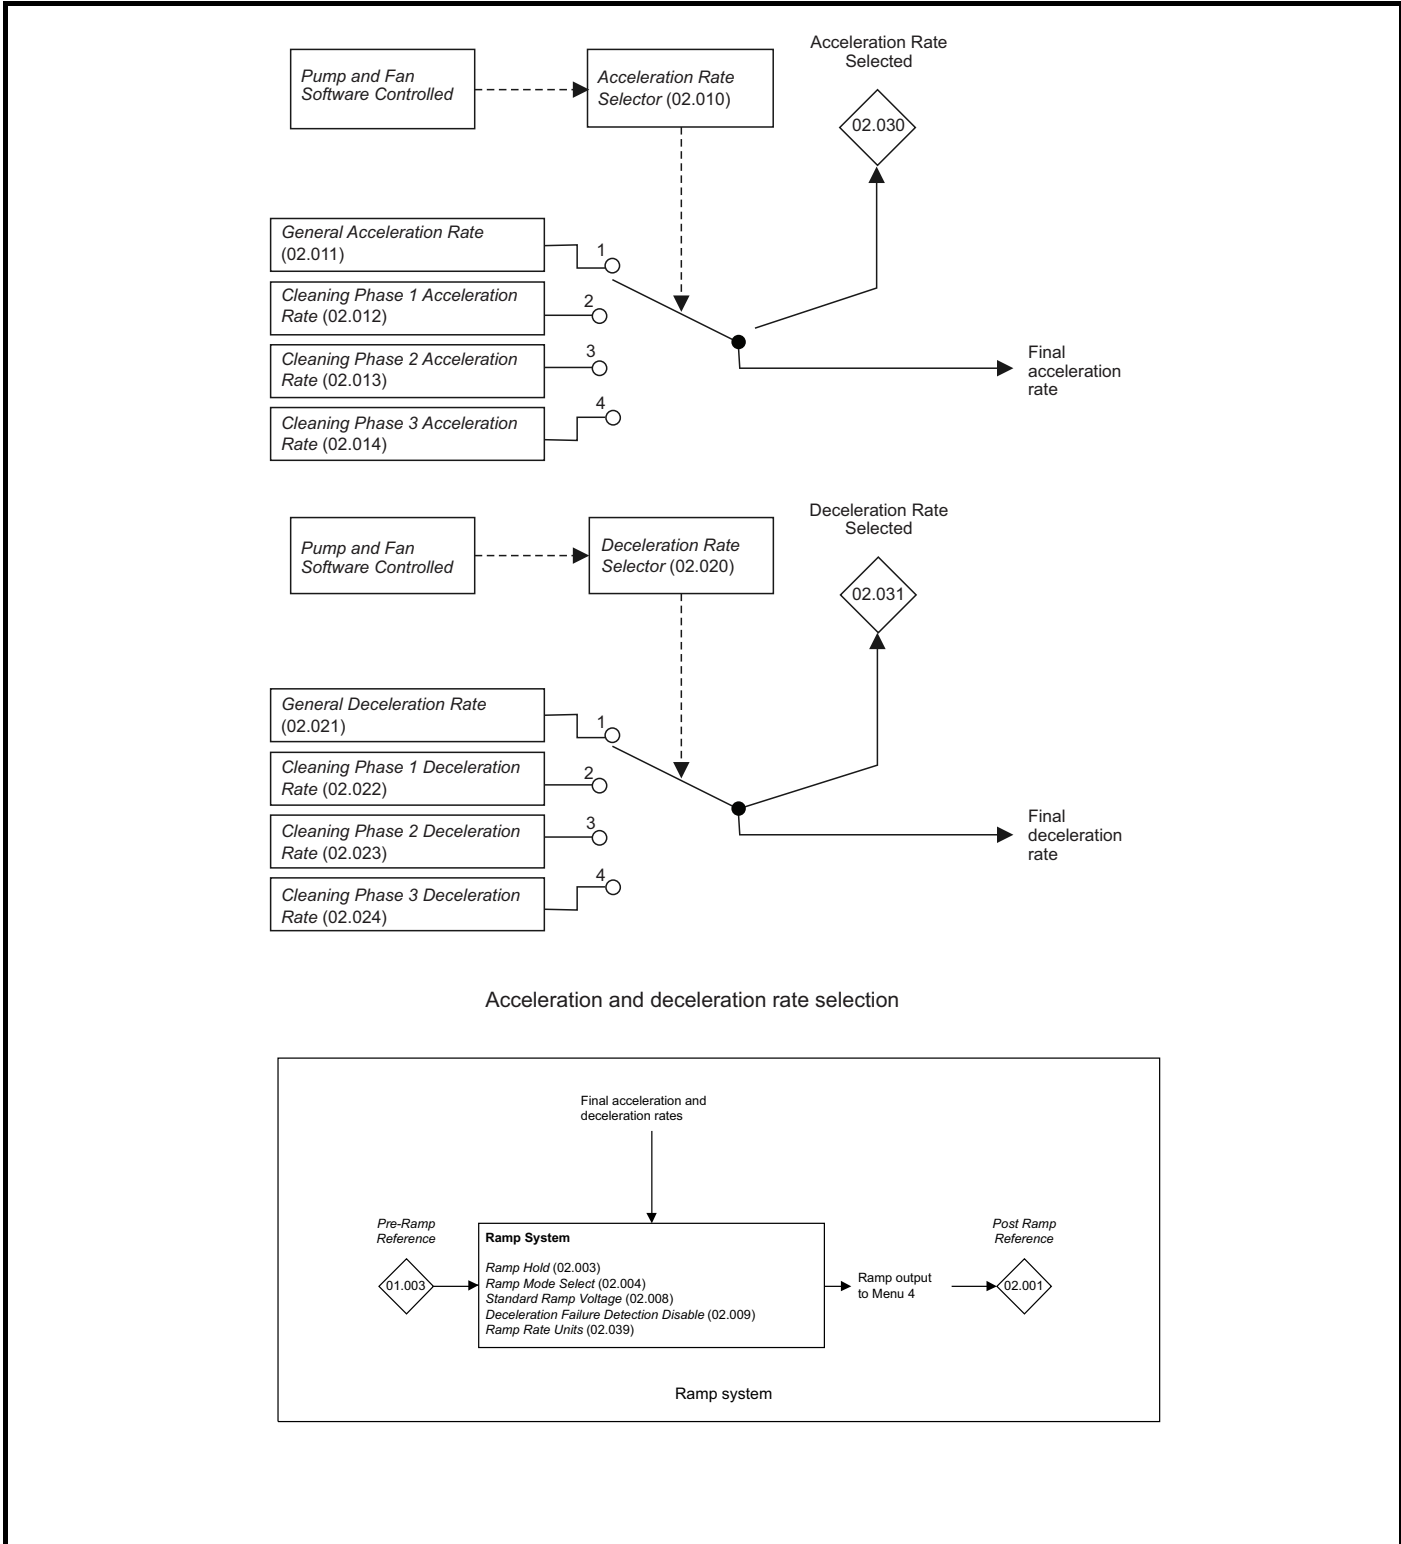 Acceleration Rate
Selected
Pump and Fan
Software Controlled
Acceleration Rate
Selector (02.010)
02.030
General Acceleration Rate
(02.011)
1
Cleaning Phase 1 Acceleration
Rate (02.012)
2
Cleaning Phase 2 Acceleration
Rate (02.013)
3
Cleaning Phase 3 Acceleration
Rate (02.014)
4
Final
acceleration
rate
Deceleration Rate
Selected
Pump and Fan
Software Controlled
Deceleration Rate
Selector (02.020)
02.031
General Deceleration Rate
(02.021)
1
Cleaning Phase 1 Deceleration
Rate (02.022)
2
Cleaning Phase 2 Deceleration
Rate (02.023)
3
Cleaning Phase 3 Deceleration
Rate (02.024)
4
Final
deceleration
rate
Acceleration and deceleration rate selection
Final acceleration and
deceleration rates
Pre-Ramp
Reference
01.003
Ramp System
Ramp Hold (02.003)
Ramp Mode Select (02.004)
Standard Ramp Voltage (02.008)
Deceleration Failure Detection Disable (02.009)
Ramp Rate Units (02.039)
Ramp output
to Menu 4
Post Ramp
Reference
02.001
Ramp system